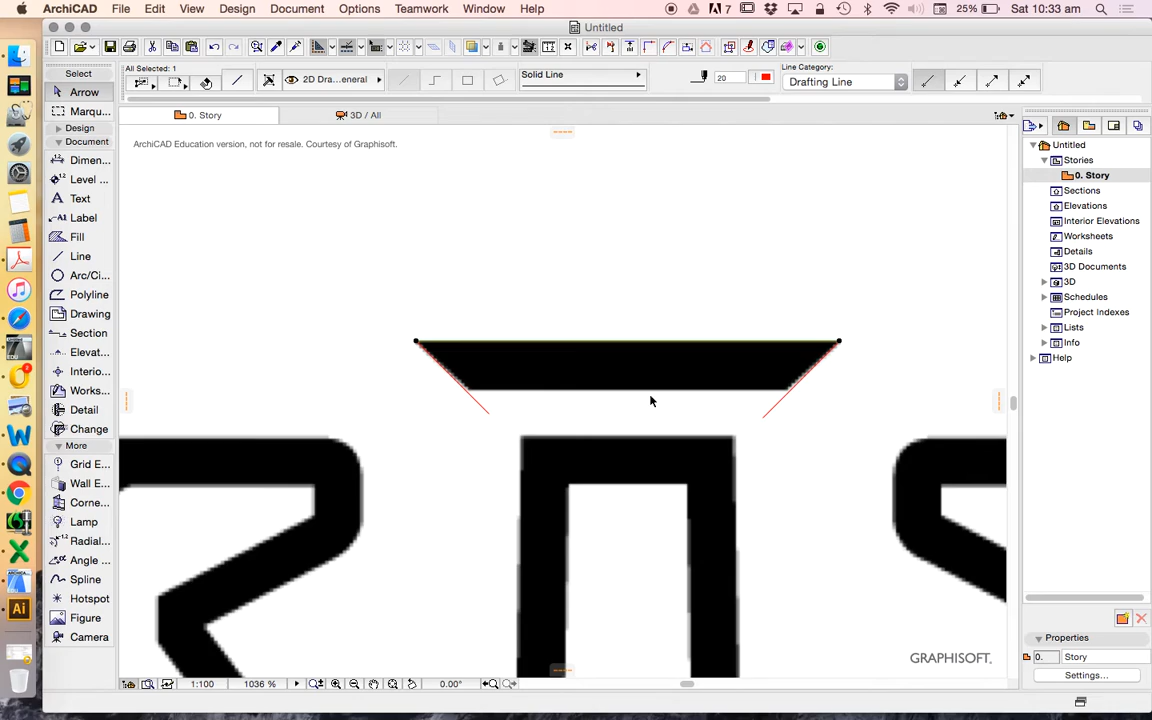 ArchiCAD File Edit View Design Document Options Teamwork Window Help 7 25% Sat 10:33 am
Untitled
All Selected: 1
2D Dra...eneral
Solid Line
20
Line Category:
Drafting Line
Select
Arrow
Marqu...
Design
Document
Dimen...
Level ...
Text
A1 Label
Fill
Line
Arc/Ci...
Polyline
Drawing
Section
Elevat...
Interio...
Works...
Detail
Change
More
Grid E...
Wall E...
Corne...
Lamp
Radial...
Angle ...
Spline
Hotspot
Figure
Camera
0. Story
3D / All
ArchiCAD Education version, not for resale. Courtesy of Graphisoft.
GRAPHISOFT.
1:100
1036 %
0.00°
Untitled
Stories
0. Story
Sections
Elevations
Interior Elevations
Worksheets
Details
3D Documents
3D
Schedules
Project Indexes
Lists
Info
Help
Properties
0. Story
Settings...
Ai